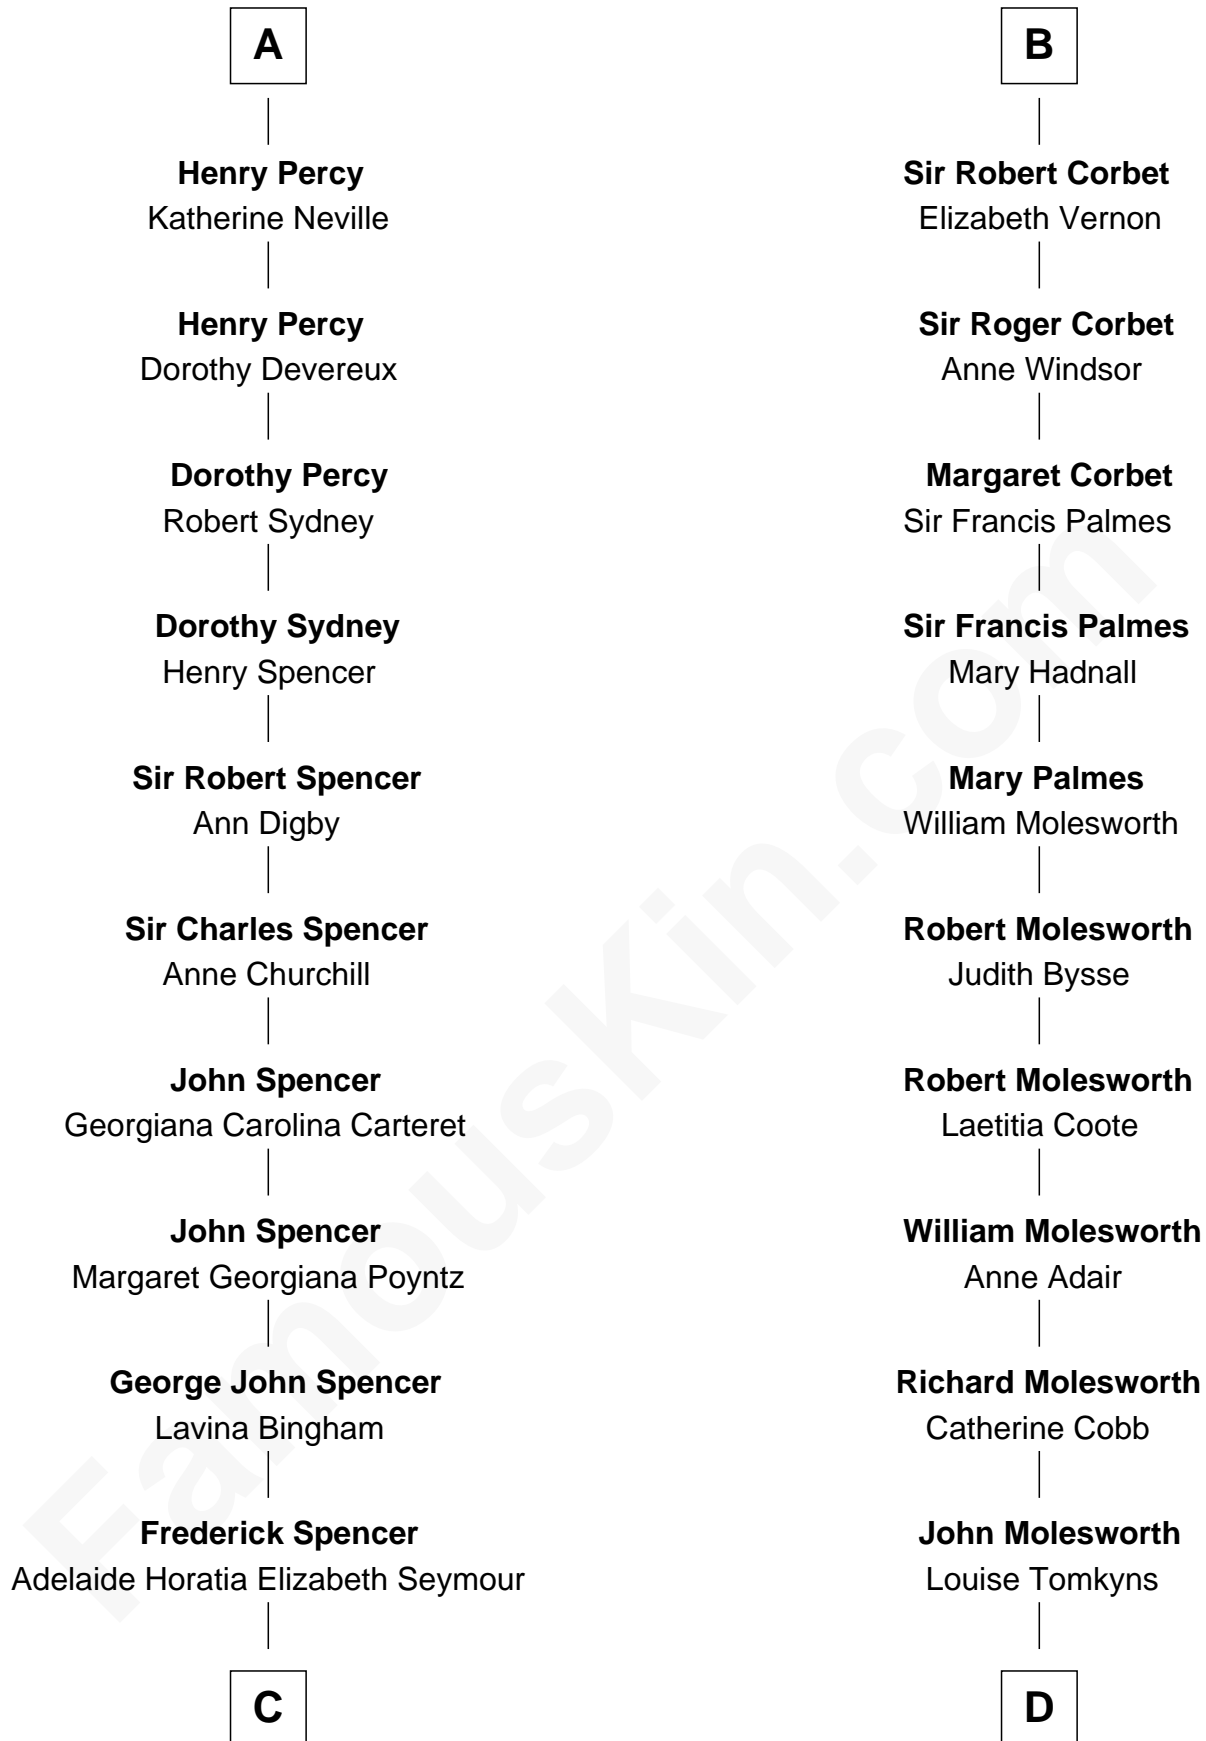 A
Henry Percy
Katherine Neville
Henry Percy
Dorothy Devereux
Dorothy Percy
Robert Sydney
Dorothy Sydney
Henry Spencer
Sir Robert Spencer
Ann Digby
Sir Charles Spencer
Anne Churchill
John Spencer
Georgiana Carolina Carteret
John Spencer
Margaret Georgiana Poyntz
George John Spencer
Lavina Bingham
Frederick Spencer
Adelaide Horatia Elizabeth Seymour
C
B
Sir Robert Corbet
Elizabeth Vernon
Sir Roger Corbet
Anne Windsor
Margaret Corbet
Sir Francis Palmes
Sir Francis Palmes
Mary Hadnall
Mary Palmes
William Molesworth
Robert Molesworth
Judith Bysse
Robert Molesworth
Laetitia Coote
William Molesworth
Anne Adair
Richard Molesworth
Catherine Cobb
John Molesworth
Louise Tomkyns
D
FamousKin.com